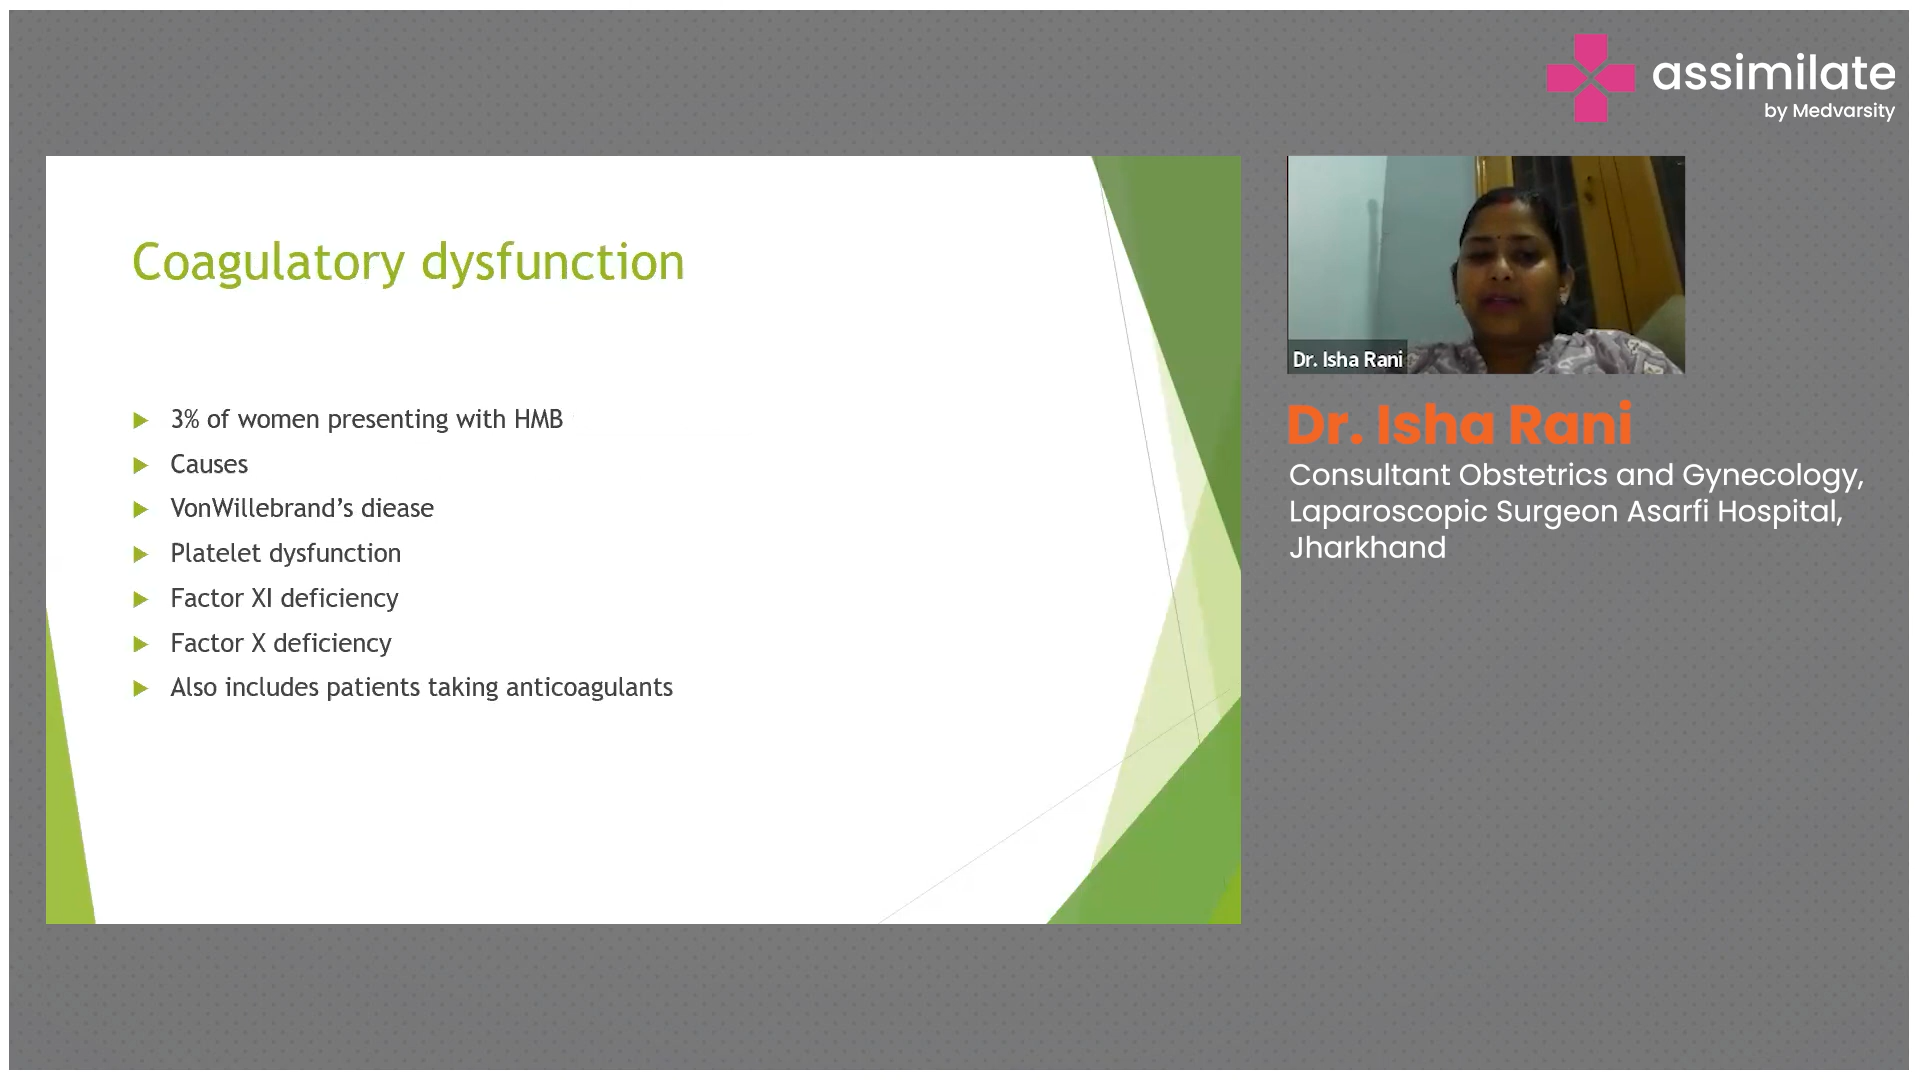 assimilate
by Medvarsity
Coagulatory dysfunction
3% of women presenting with HMB
Causes
VonWillebrand’s diease
Platelet dysfunction
Factor XI deficiency
Factor X deficiency
Also includes patients taking anticoagulants
Dr. Isha Rani
Dr. Isha Rani
Consultant Obstetrics and Gynecology,
Laparoscopic Surgeon Asarfi Hospital,
Jharkhand